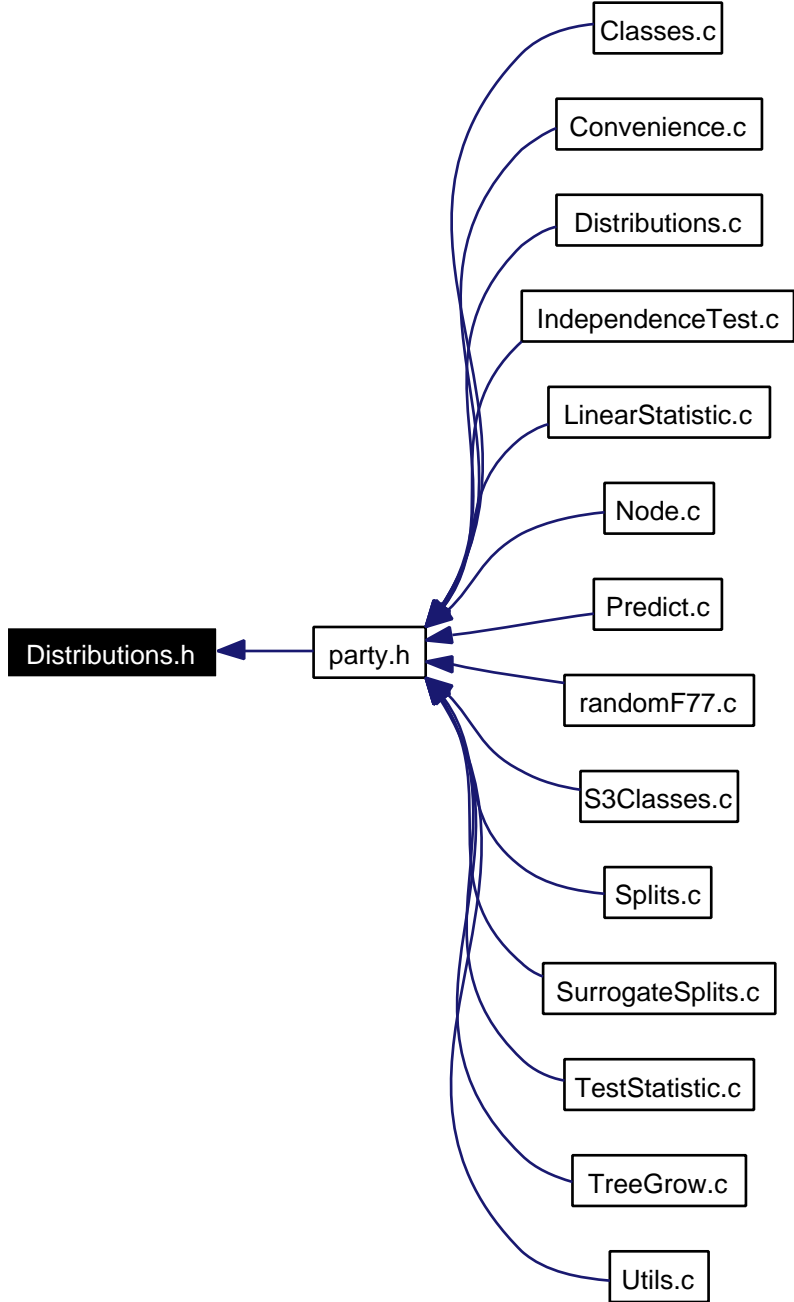 Classes.c
Convenience.c
Distributions.c
IndependenceTest.c
LinearStatistic.c
Node.c
Predict.c
Distributions.h
party.h
randomF77.c
S3Classes.c
Splits.c
SurrogateSplits.c
TestStatistic.c
TreeGrow.c
Utils.c